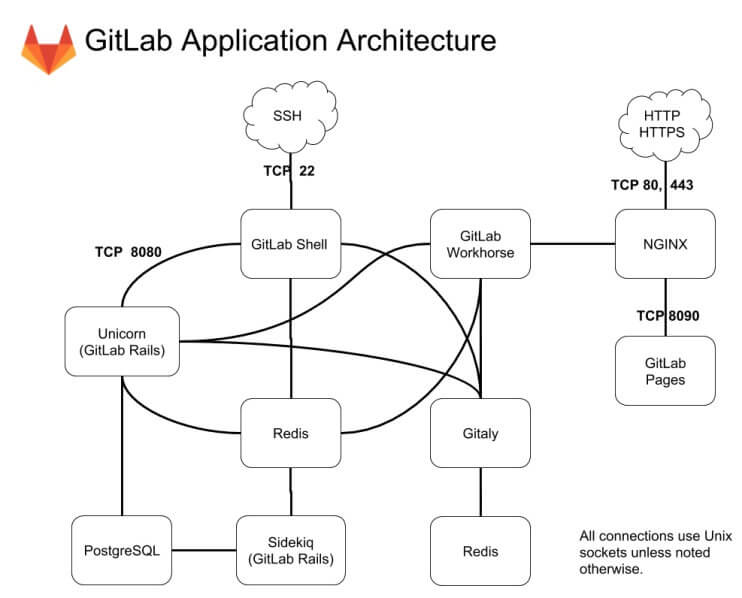 GitLab Application Architecture
SSH
HTTP
HTTPS
TCP 22
TCP 80, 443
GitLab Shell
GitLab
Workhorse
NGINX
TCP 8080
TCP 8090
Unicorn
(GitLab Rails)
GitLab
Pages
Redis
Gitaly
PostgreSQL
Sidekiq
(GitLab Rails)
Redis
All connections use Unix
sockets unless noted
otherwise.